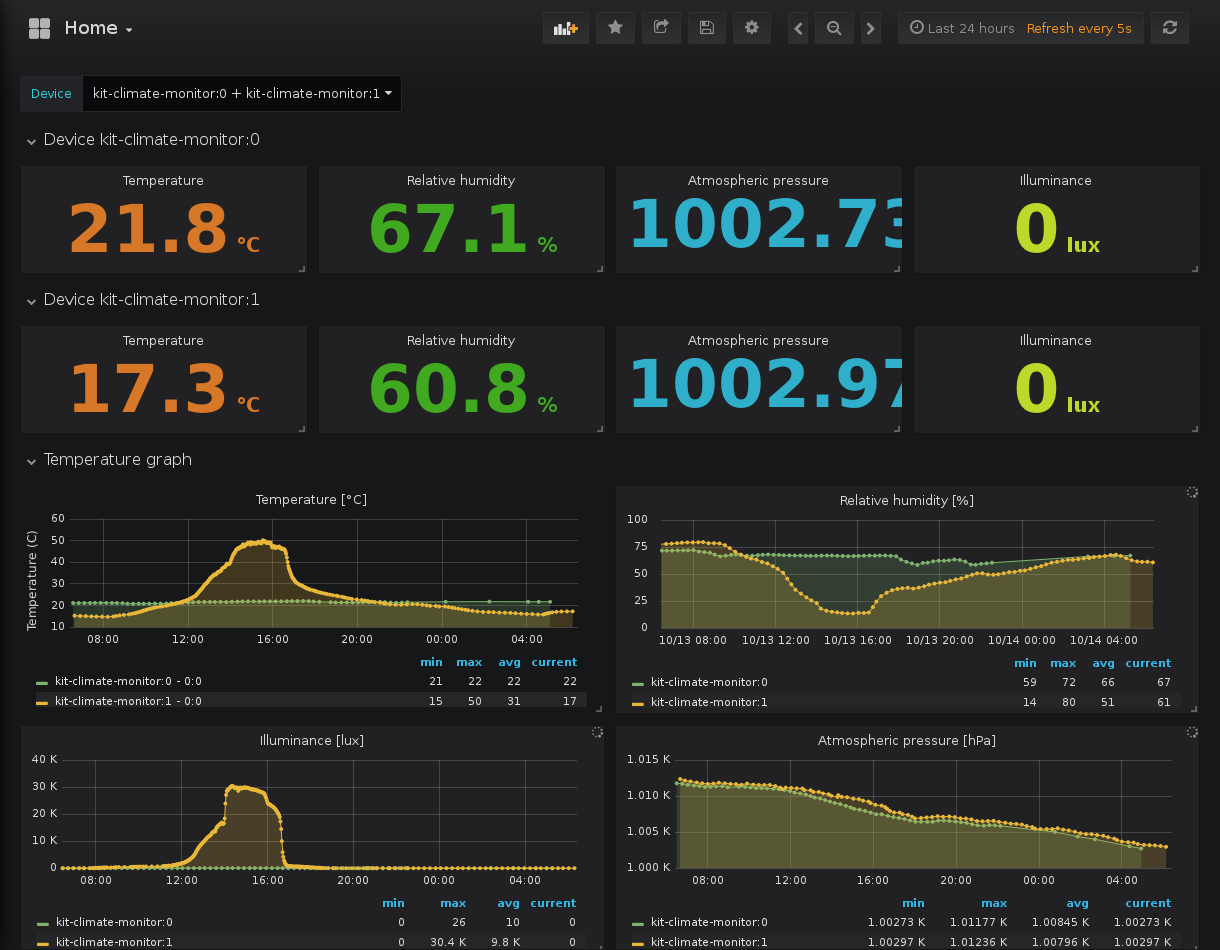 Home
Last 24 hours Refresh every 5s
Device kit-climate-monitor:0 + kit-climate-monitor:1
Device kit-climate-monitor:0
Temperature Relative humidity Atmospheric pressure Illuminance
21.8 °C 67.1 % 1002.73 0 lux
Device kit-climate-monitor:1
Temperature Relative humidity Atmospheric pressure Illuminance
17.3 °C 60.8 % 1002.97 0 lux
Temperature graph
Temperature [°C]
Temperature (C)
60
50
40
30
20
10
08:00 12:00 16:00 20:00 00:00 04:00
min max avg current
kit-climate-monitor:0 - 0:0 21 22 22 22
kit-climate-monitor:1 - 0:0 15 50 31 17
Relative humidity [%]
100
75
50
25
0
10/13 08:00 10/13 12:00 10/13 16:00 10/13 20:00 10/14 00:00 10/14 04:00
min max avg current
kit-climate-monitor:0 59 72 66 67
kit-climate-monitor:1 14 80 51 61
Illuminance [lux]
40 K
30 K
20 K
10 K
0
08:00 12:00 16:00 20:00 00:00 04:00
min max avg current
kit-climate-monitor:0 0 26 10 0
kit-climate-monitor:1 0 30.4 K 9.8 K 0
Atmospheric pressure [hPa]
1.015 K
1.010 K
1.005 K
1.000 K
08:00 12:00 16:00 20:00 00:00 04:00
min max avg current
kit-climate-monitor:0 1.00273 K 1.01177 K 1.00845 K 1.00273 K
kit-climate-monitor:1 1.00297 K 1.01236 K 1.00796 K 1.00297 K